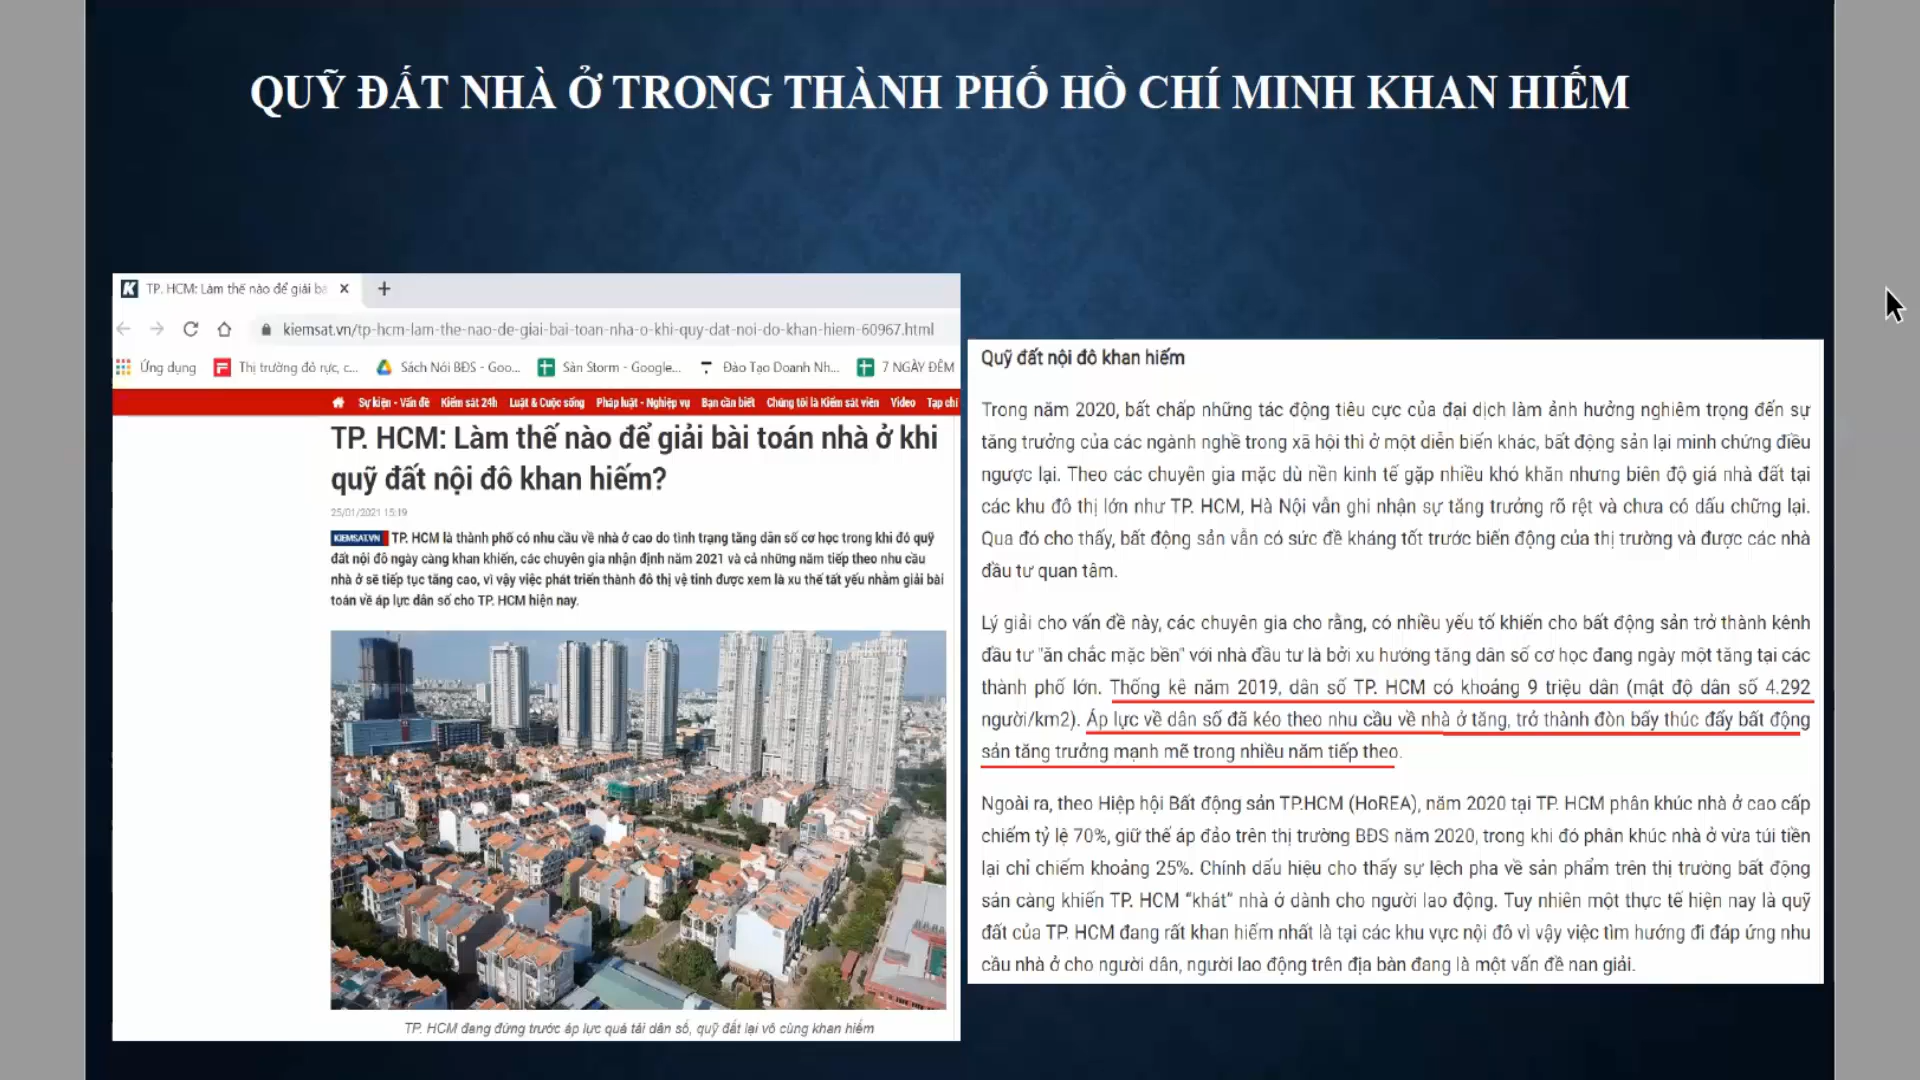 QUỸ ĐẤT NHÀ Ở TRONG THÀNH PHỐ HỒ CHÍ MINH KHAN HIẾM
TP. HCM: Làm thế nào để giải bà
kiemsat.vn/tp-hcm-lam-the-nao-de-giai-bai-toan-nha-o-khi-quy-dat-noi-do-khan-hiem-60967.html
Ứng dụng Thị trường đỏ rực, c... Sách Nói BĐS - Goo... Sàn Storm - Google... Đào Tạo Doanh Nh... 7 NGÀY ĐÊM
Sự kiện - Vấn đề Kiểm sát 24h Luật & Cuộc sống Pháp luật - Nghiệp vụ Bạn cần biết Chúng tôi là Kiểm sát viên Video Tạp chí
TP. HCM: Làm thế nào để giải bài toán nhà ở khi
quỹ đất nội đô khan hiếm?
25/01/2021 15:19
KIEMSAT.VN TP. HCM là thành phố có nhu cầu về nhà ở cao do tình trạng tăng dân số cơ học trong khi đó quỹ
đất nội đô ngày càng khan khiến, các chuyên gia nhận định năm 2021 và cả những năm tiếp theo nhu cầu
nhà ở sẽ tiếp tục tăng cao, vì vậy việc phát triển thành đô thị vệ tinh được xem là xu thế tất yếu nhằm giải bài
toán về áp lực dân số cho TP. HCM hiện nay.
TP. HCM đang đứng trước áp lực quá tải dân số, quỹ đất lại vô cùng khan hiếm
Quỹ đất nội đô khan hiếm
Trong năm 2020, bất chấp những tác động tiêu cực của đại dịch làm ảnh hưởng nghiêm trọng đến sự
tăng trưởng của các ngành nghề trong xã hội thì ở một diễn biến khác, bất động sản lại minh chứng điều
ngược lại. Theo các chuyên gia mặc dù nền kinh tế gặp nhiều khó khăn nhưng biên độ giá nhà đất tại
các khu đô thị lớn như TP. HCM, Hà Nội vẫn ghi nhận sự tăng trưởng rõ rệt và chưa có dấu chững lại.
Qua đó cho thấy, bất động sản vẫn có sức đề kháng tốt trước biến động của thị trường và được các nhà
đầu tư quan tâm.
Lý giải cho vấn đề này, các chuyên gia cho rằng, có nhiều yếu tố khiến cho bất động sản trở thành kênh
đầu tư "ăn chắc mặc bền" với nhà đầu tư là bởi xu hướng tăng dân số cơ học đang ngày một tăng tại các
thành phố lớn. Thống kê năm 2019, dân số TP. HCM có khoảng 9 triệu dân (mật độ dân số 4.292
người/km2). Áp lực về dân số đã kéo theo nhu cầu về nhà ở tăng, trở thành đòn bẩy thúc đẩy bất động
sản tăng trưởng mạnh mẽ trong nhiều năm tiếp theo.
Ngoài ra, theo Hiệp hội Bất động sản TP.HCM (HoREA), năm 2020 tại TP. HCM phân khúc nhà ở cao cấp
chiếm tỷ lệ 70%, giữ thế áp đảo trên thị trường BĐS năm 2020, trong khi đó phân khúc nhà ở vừa túi tiền
lại chỉ chiếm khoảng 25%. Chính dấu hiệu cho thấy sự lệch pha về sản phẩm trên thị trường bất động
sản càng khiến TP. HCM “khát” nhà ở dành cho người lao động. Tuy nhiên một thực tế hiện nay là quỹ
đất của TP. HCM đang rất khan hiếm nhất là tại các khu vực nội đô vì vậy việc tìm hướng đi đáp ứng nhu
cầu nhà ở cho người dân, người lao động trên địa bàn đang là một vấn đề nan giải.